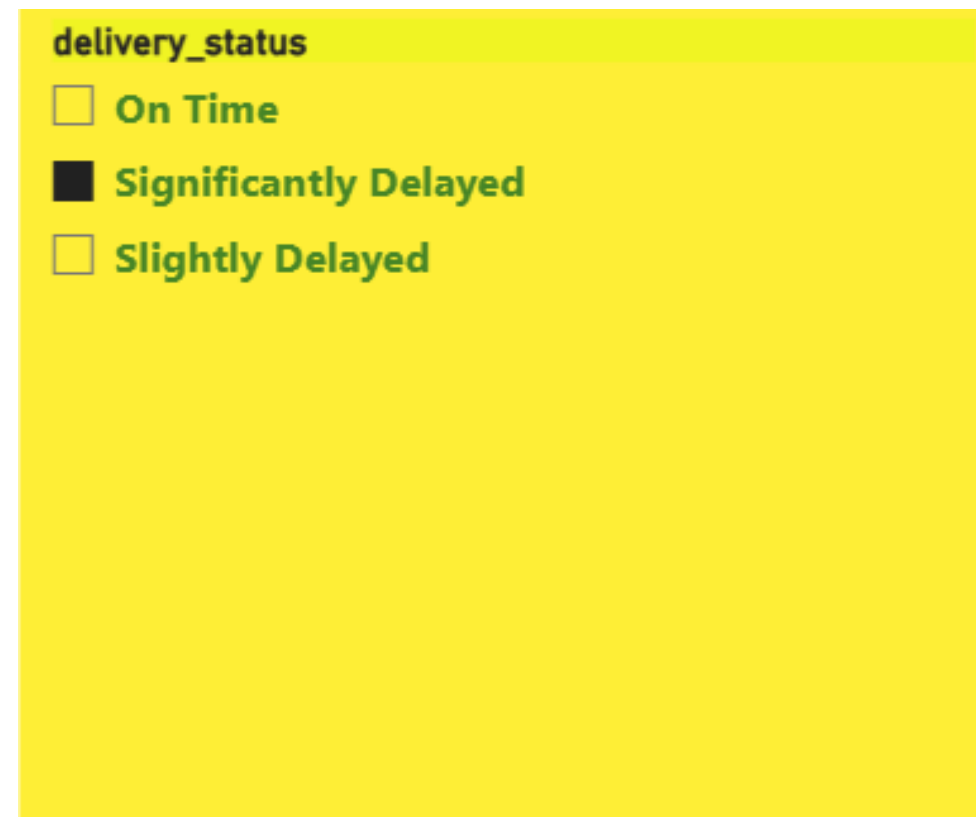 delivery_status
On Time
Significantly Delayed
Slightly Delayed